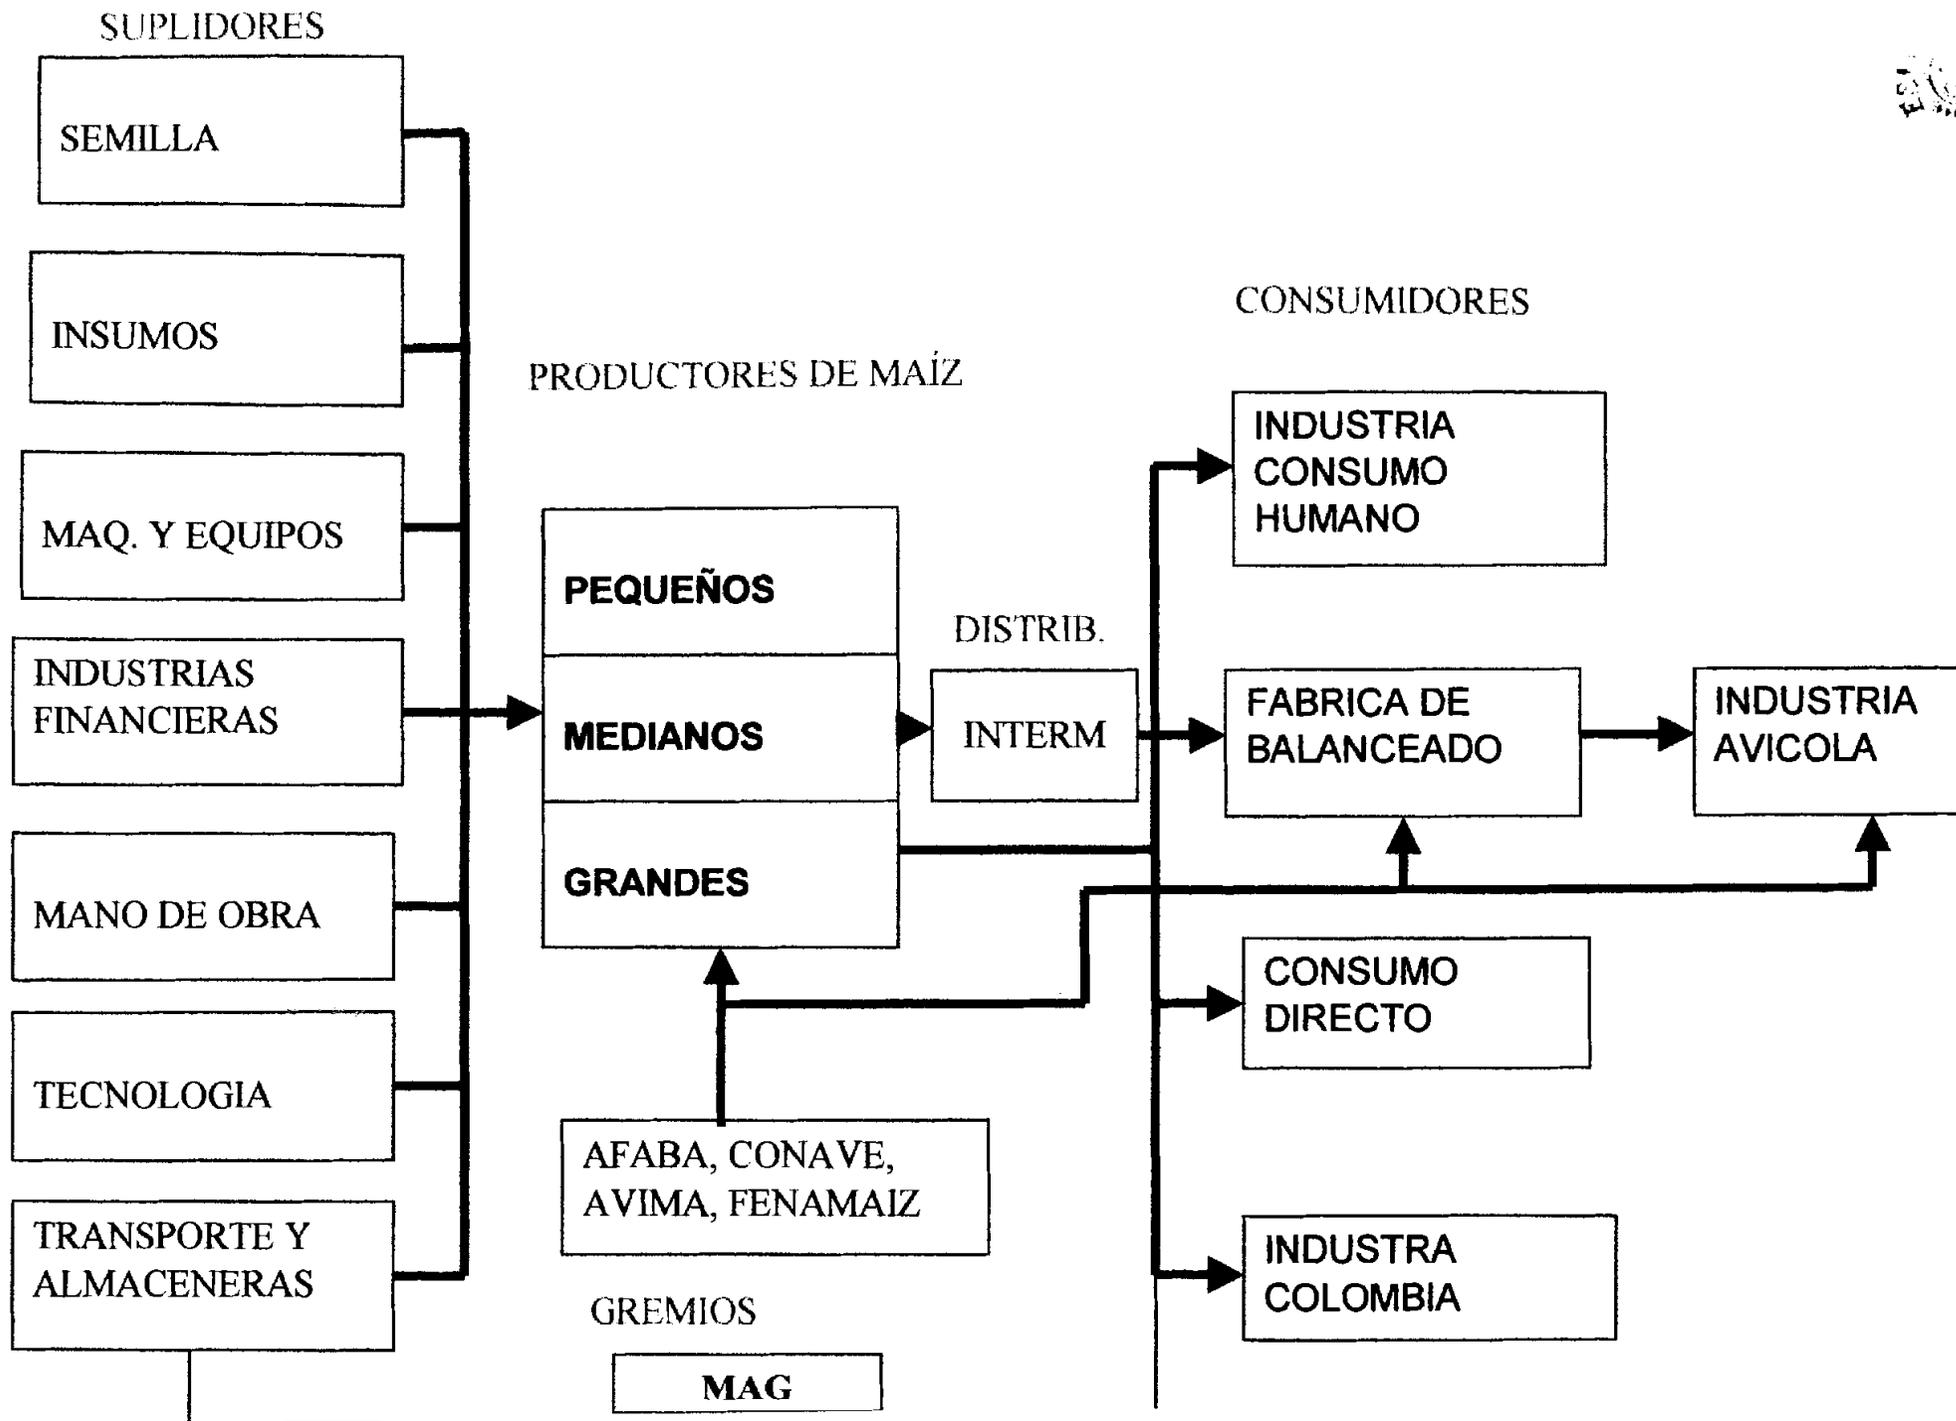 SUPLIDORES
SEMILLA
INSUMOS
MAQ. Y EQUIPOS
INDUSTRIAS
FINANCIERAS
MANO DE OBRA
TECNOLOGIA
TRANSPORTE Y
ALMACENERAS
PRODUCTORES DE MAÍZ
PEQUEÑOS
MEDIANOS
GRANDES
AFABA, CONAVE,
AVIMA, FENAMAIZ
GREMIOS
MAG
DISTRIB.
INTERM
CONSUMIDORES
INDUSTRIA
CONSUMO
HUMANO
FABRICA DE
BALANCEADO
INDUSTRIA
AVICOLA
CONSUMO
DIRECTO
INDUSTRA
COLOMBIA